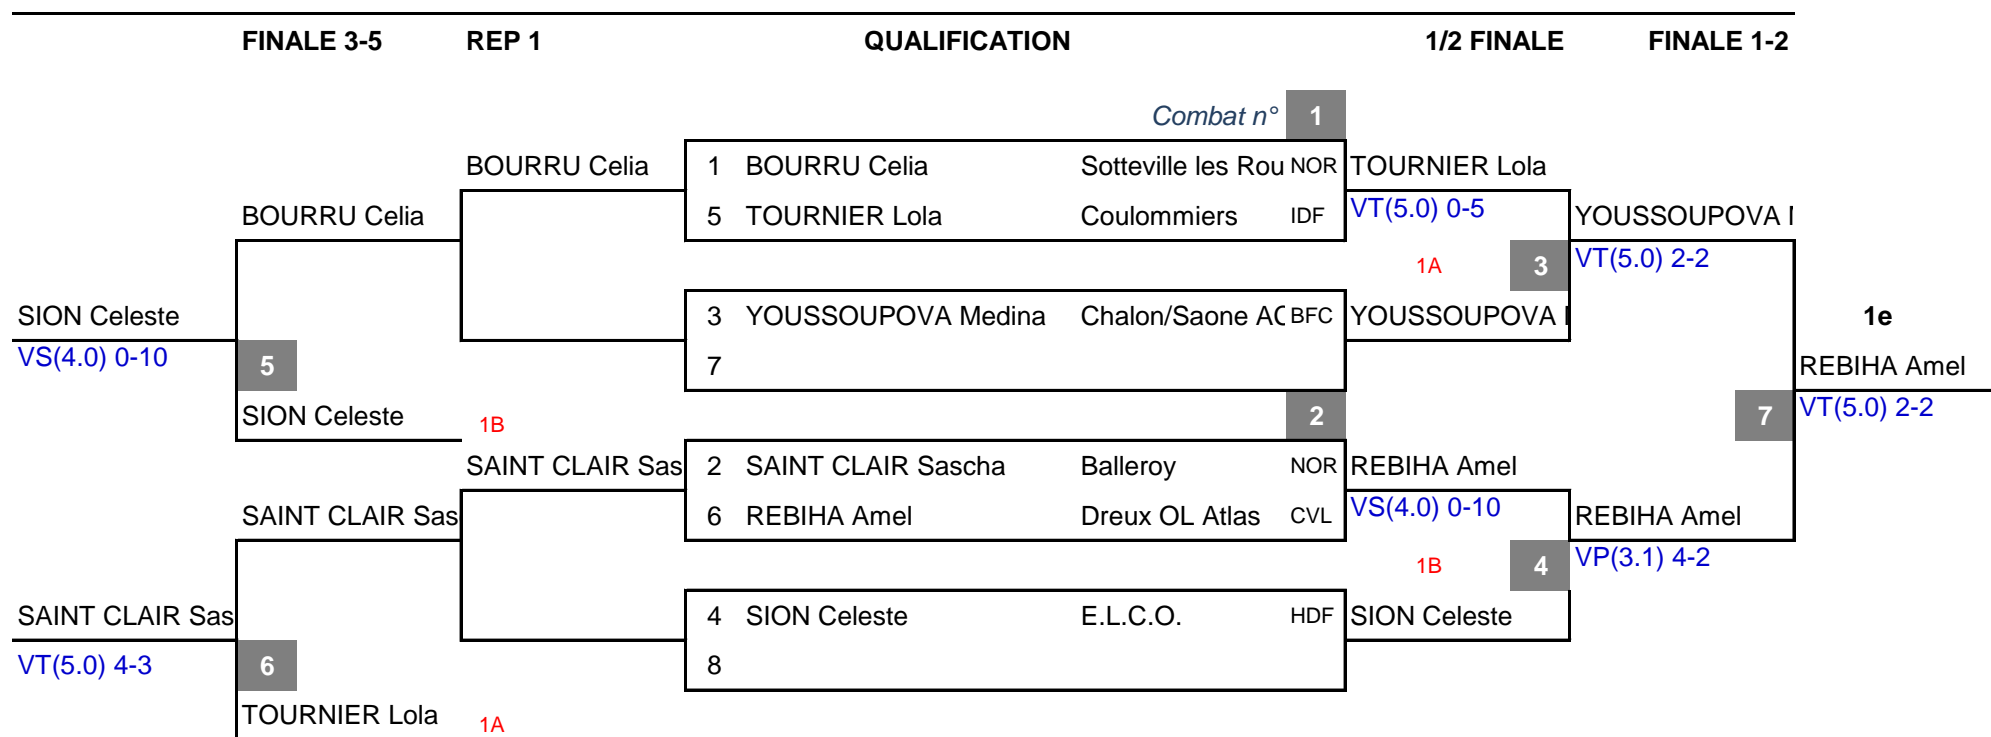 FINALE 3-5 REP 1 QUALIFICATION 1/2 FINALE FINALE 1-2
Combat n° 1
BOURRU Celia 1 BOURRU Celia Sotteville les Rou NOR TOURNIER Lola
BOURRU Celia 5 TOURNIER Lola Coulommiers IDF VT(5.0) 0-5 YOUSSOUPOVA
1A 3 VT(5.0) 2-2
SION Celeste 3 YOUSSOUPOVA Medina Chalon/Saone AC BFC YOUSSOUPOVA 1e
VS(4.0) 0-10 5 7 REBIHA Amel
SION Celeste 1B 2 7 VT(5.0) 2-2
SAINT CLAIR Sas 2 SAINT CLAIR Sascha Balleroy NOR REBIHA Amel
SAINT CLAIR Sas 6 REBIHA Amel Dreux OL Atlas CVL VS(4.0) 0-10 REBIHA Amel
1B 4 VP(3.1) 4-2
SAINT CLAIR Sas 4 SION Celeste E.L.C.O. HDF SION Celeste
VT(5.0) 4-3 6 8
TOURNIER Lola 1A